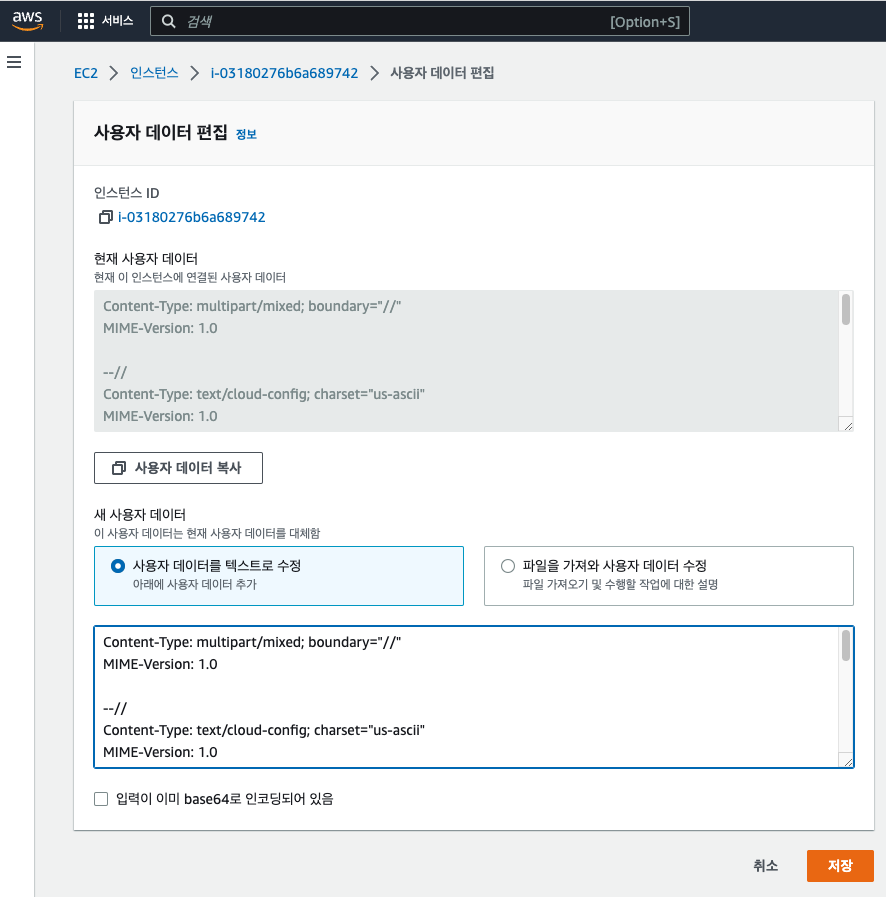 aws
서비스
검색
[Option+S]
EC2 > 인스턴스 > i-03180276b6a689742 > 사용자 데이터 편집
사용자 데이터 편집 정보
인스턴스 ID
i-03180276b6a689742
현재 사용자 데이터
현재 이 인스턴스에 연결된 사용자 데이터
Content-Type: multipart/mixed; boundary="//"
MIME-Version: 1.0
--//
Content-Type: text/cloud-config; charset="us-ascii"
MIME-Version: 1.0
사용자 데이터 복사
새 사용자 데이터
이 사용자 데이터는 현재 사용자 데이터를 대체함
사용자 데이터를 텍스트로 수정
아래에 사용자 데이터 추가
파일을 가져와 사용자 데이터 수정
파일 가져오기 및 수행할 작업에 대한 설명
Content-Type: multipart/mixed; boundary="//"
MIME-Version: 1.0
--//
Content-Type: text/cloud-config; charset="us-ascii"
MIME-Version: 1.0
입력이 이미 base64로 인코딩되어 있음
취소
저장